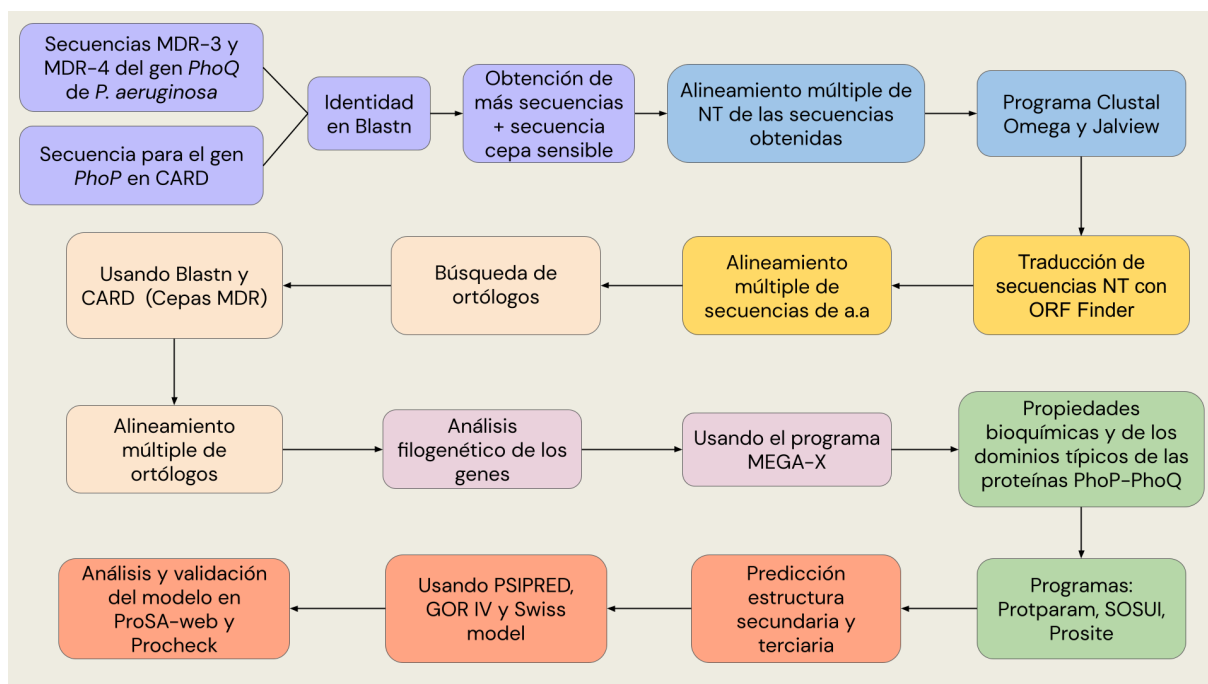 Secuencias MDR-3 y
MDR-4 del gen PhoQ
de P. aeruginosa
Secuencia para el gen
PhoP en CARD
Identidad
en Blastn
Obtención de
más secuencias
+ secuencia
cepa sensible
Alineamiento múltiple de
NT de las secuencias
obtenidas
Programa Clustal
Omega y Jalview
Traducción de
secuencias NT con
ORF Finder
Alineamiento
múltiple de
secuencias de a.a
Búsqueda de
ortólogos
Usando Blastn y
CARD (Cepas MDR)
Alineamiento
múltiple de
ortólogos
Análisis
filogenético de los
genes
Usando el programa
MEGA-X
Propiedades
bioquímicas y de los
dominios típicos de las
proteínas PhoP-PhoQ
Programas:
Protparam, SOSUI,
Prosite
Predicción
estructura
secundaria y
terciaria
Usando PSIPRED,
GOR IV y Swiss
model
Análisis y validación
del modelo en
ProSA-web y
Procheck